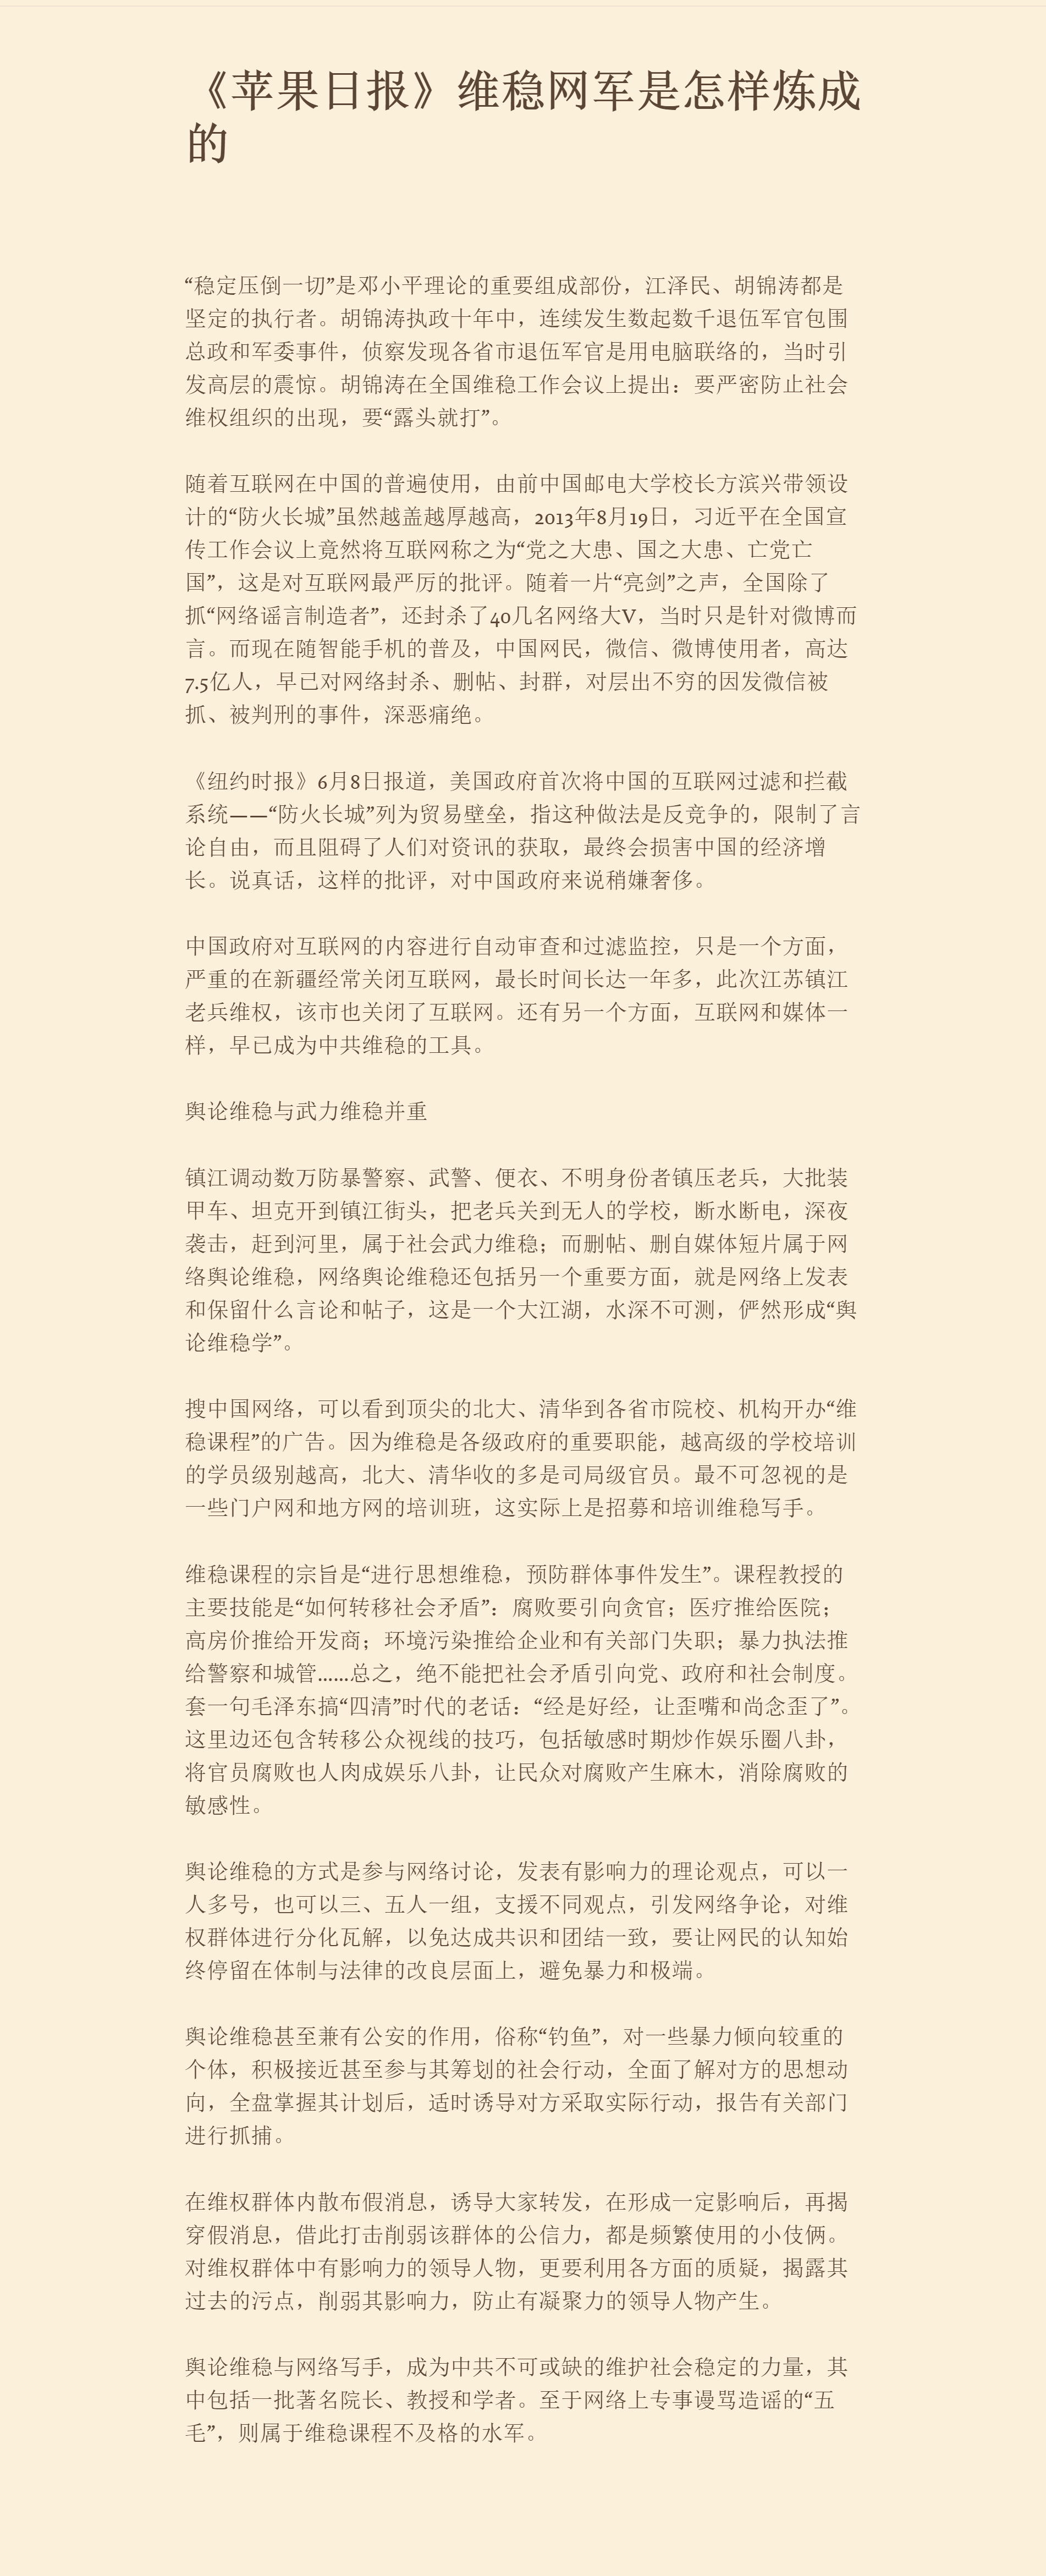 《苹果日报》维稳网军是怎样炼成
的
“稳定压倒一切”是邓小平理论的重要组成部份，江泽民、胡锦涛都是
坚定的执行者。胡锦涛执政十年中，连续发生数起数千退伍军官包围
总政和军委事件，侦察发现各省市退伍军官是用电脑联络的，当时引
发高层的震惊。胡锦涛在全国维稳工作会议上提出：要严密防止社会
维权组织的出现，要“露头就打”。
随着互联网在中国的普遍使用，由前中国邮电大学校长方滨兴带领设
计的“防火长城”虽然越盖越厚越高，2013年8月19日，习近平在全国宣
传工作会议上竟然将互联网称之为“党之大患、国之大患、亡党亡
国”，这是对互联网最严厉的批评。随着一片“亮剑”之声，全国除了
抓“网络谣言制造者”，还封杀了40几名网络大V，当时只是针对微博而
言。而现在随智能手机的普及，中国网民，微信、微博使用者，高达
7.5亿人，早已对网络封杀、删帖、封群，对层出不穷的因发微信被
抓、被判刑的事件，深恶痛绝。
《纽约时报》6月8日报道，美国政府首次将中国的互联网过滤和拦截
系统——“防火长城”列为贸易壁垒，指这种做法是反竞争的，限制了言
论自由，而且阻碍了人们对资讯的获取，最终会损害中国的经济增
长。说真话，这样的批评，对中国政府来说稍嫌奢侈。
中国政府对互联网的内容进行自动审查和过滤监控，只是一个方面，
严重的在新疆经常关闭互联网，最长时间长达一年多，此次江苏镇江
老兵维权，该市也关闭了互联网。还有另一个方面，互联网和媒体一
样，早已成为中共维稳的工具。
舆论维稳与武力维稳并重
镇江调动数万防暴警察、武警、便衣、不明身份者镇压老兵，大批装
甲车、坦克开到镇江街头，把老兵关到无人的学校，断水断电，深夜
袭击，赶到河里，属于社会武力维稳；而删帖、删自媒体短片属于网
络舆论维稳，网络舆论维稳还包括另一个重要方面，就是网络上发表
和保留什么言论和帖子，这是一个大江湖，水深不可测，俨然形成“舆
论维稳学”。
搜中国网络，可以看到顶尖的北大、清华到各省市院校、机构开办“维
稳课程”的广告。因为维稳是各级政府的重要职能，越高级的学校培训
的学员级别越高，北大、清华收的多是司局级官员。最不可忽视的是
一些门户网和地方网的培训班，这实际上是招募和培训维稳写手。
维稳课程的宗旨是“进行思想维稳，预防群体事件发生”。课程教授的
主要技能是“如何转移社会矛盾”：腐败要引向贪官；医疗推给医院；
高房价推给开发商；环境污染推给企业和有关部门失职；暴力执法推
给警察和城管……总之，绝不能把社会矛盾引向党、政府和社会制度。
套一句毛泽东搞“四清”时代的老话：“经是好经，让歪嘴和尚念歪了”。
这里边还包含转移公众视线的技巧，包括敏感时期炒作娱乐圈八卦，
将官员腐败也人肉成娱乐八卦，让民众对腐败产生麻木，消除腐败的
敏感性。
舆论维稳的方式是参与网络讨论，发表有影响力的理论观点，可以一
人多号，也可以三、五人一组，支援不同观点，引发网络争论，对维
权群体进行分化瓦解，以免达成共识和团结一致，要让网民的认知始
终停留在体制与法律的改良层面上，避免暴力和极端。
舆论维稳甚至兼有公安的作用，俗称“钓鱼”，对一些暴力倾向较重的
个体，积极接近甚至参与其筹划的社会行动，全面了解对方的思想动
向，全盘掌握其计划后，适时诱导对方采取实际行动，报告有关部门
进行抓捕。
在维权群体内散布假消息，诱导大家转发，在形成一定影响后，再揭
穿假消息，借此打击削弱该群体的公信力，都是频繁使用的小伎俩。
对维权群体中有影响力的领导人物，更要利用各方面的质疑，揭露其
过去的污点，削弱其影响力，防止有凝聚力的领导人物产生。
舆论维稳与网络写手，成为中共不可或缺的维护社会稳定的力量，其
中包括一批著名院长、教授和学者。至于网络上专事谩骂造谣的“五
毛”，则属于维稳课程不及格的水军。